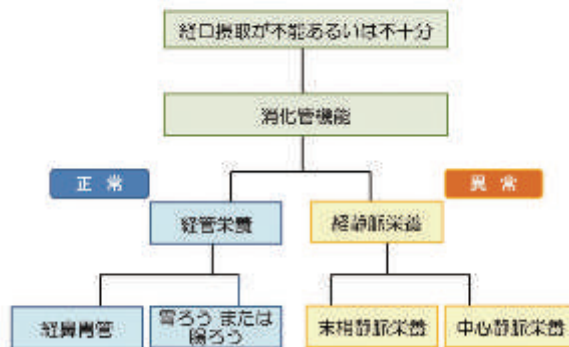 経口摂取が不能あるいは不十分
消化管機能
正常
異常
経管栄養
経静脈栄養
経鼻胃管
胃ろう または
腸ろう
末梢静脈栄養
中心静脈栄養